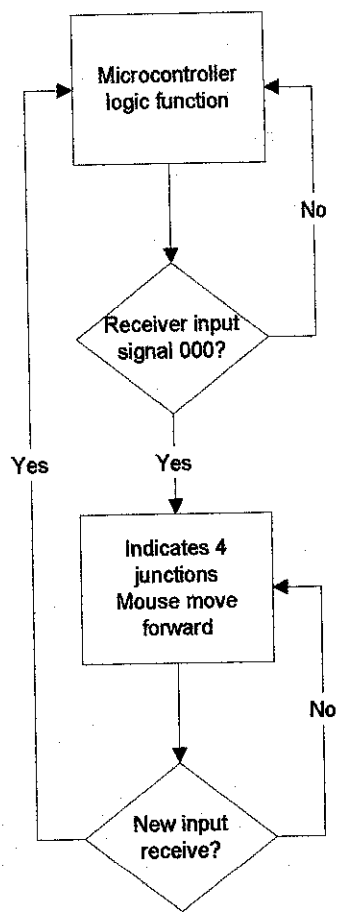 Microcontroller
logic function
No
Receiver input
signal 000?
Yes
Yes
Indicates 4
junctions
Mouse move
forward
No
New input
receive?